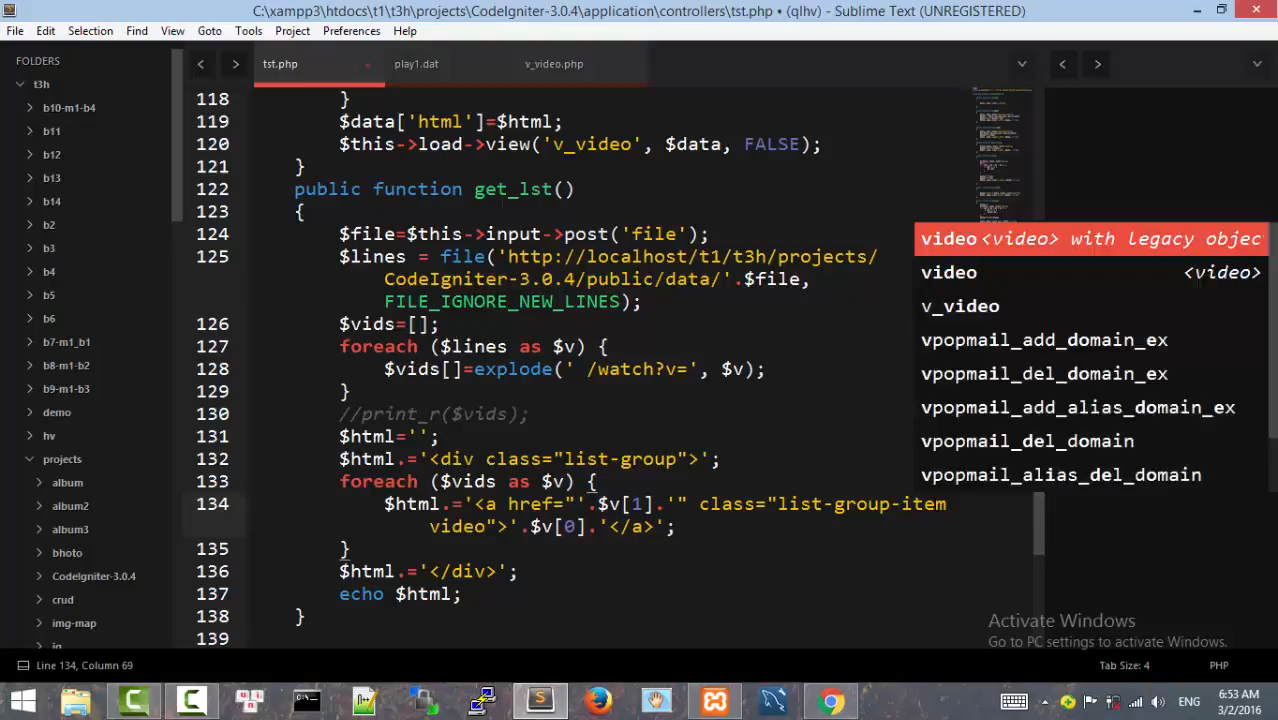 C:\xampp3\htdocs\t1\t3h\projects\CodeIgniter-3.0.4\application\controllers\tst.php • (qlhv) - Sublime Text (UNREGISTERED)
File Edit Selection Find View Goto Tools Project Preferences Help
FOLDERS
t3h
b10-m1-b4
b11
b12
b13
b14
b2
b3
b4
b5
b6
b7-m1_b1
b8-m1-b2
b9-m1-b3
demo
hv
projects
album
album2
album3
bhoto
CodeIgniter-3.0.4
crud
img-map
tst.php play1.dat v_video.php
118 }
119 $data['html']=$html;
120 $this->load->view('v_video', $data, FALSE);
121 }
122 public function get_lst()
123 {
124 $file=$this->input->post('file');
125 $lines = file('http://localhost/t1/t3h/projects/
CodeIgniter-3.0.4/public/data/'.$file,
FILE_IGNORE_NEW_LINES);
126 $vids=[];
127 foreach ($lines as $v) {
128 $vids[]=explode(' /watch?v=', $v);
129 }
130 //print_r($vids);
131 $html='';
132 $html.='<div class="list-group">';
133 foreach ($vids as $v) {
134 $html.='<a href="'.$v[1].'" class="list-group-item
video">'.$v[0].'</a>';
135 }
136 $html.='</div>';
137 echo $html;
138 }
139
video <video> with legacy objec
video <video>
v_video
vpopmail_add_domain_ex
vpopmail_del_domain_ex
vpopmail_add_alias_domain_ex
vpopmail_del_domain
vpopmail_alias_del_domain
Activate Windows
Go to PC settings to activate Windows.
Line 134, Column 69 Tab Size: 4 PHP
ENG
6:53 AM
3/2/2016